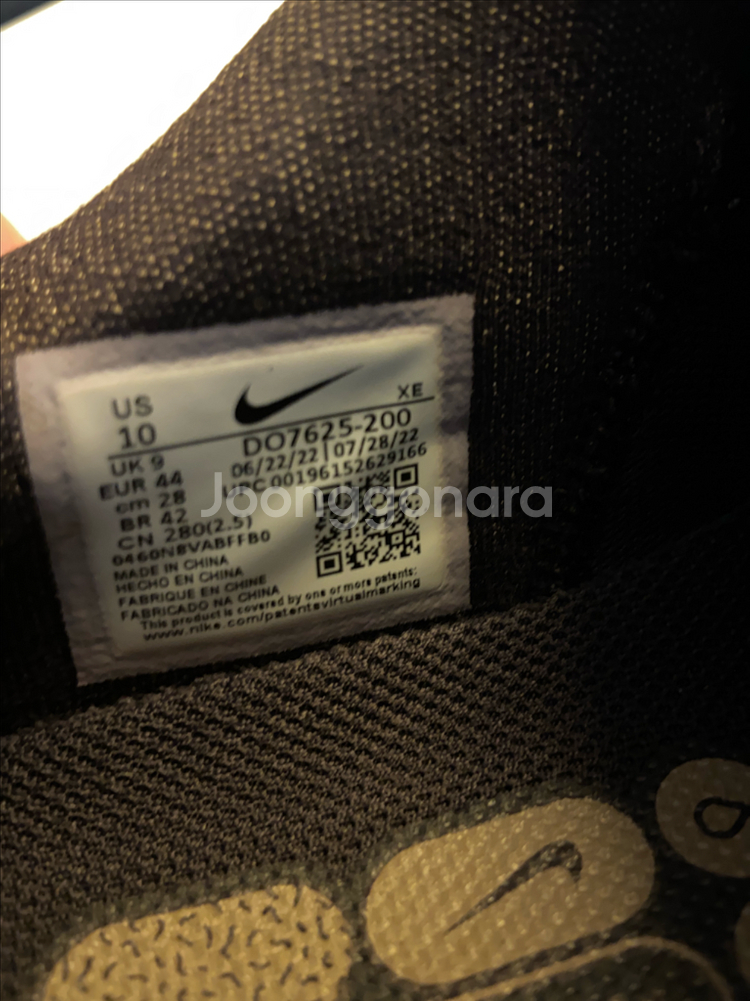 US
10
XE
DO7625-200
UK 9
06/22/22 | 07/28/22
EUR 44
UPC 00196152629166
cm 28
BR 42
CN 280(2.5)
0460N8VABFFB0
MADE IN CHINA
HECHO EN CHINA
FABRIQUE EN CHINE
FABRICADO NA CHINA
This product is covered by one or more patents:
www.nike.com/patentsvirtualmarking
Joonggonara